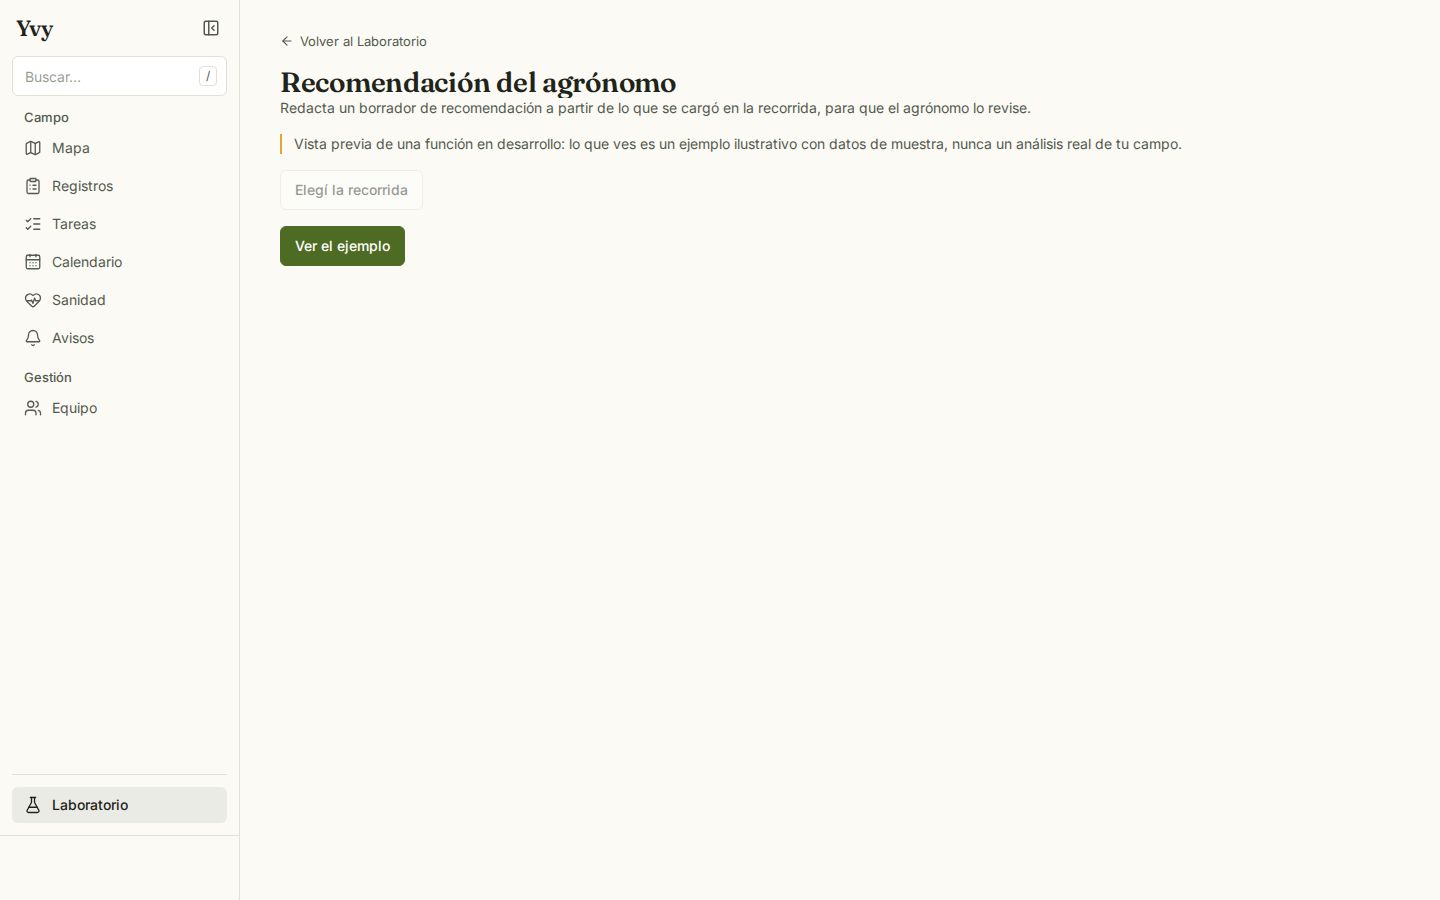 Yvy
Buscar...
/
Campo
Mapa
Registros
Tareas
Calendario
Sanidad
Avisos
Gestión
Equipo
Laboratorio
Volver al Laboratorio
Recomendación del agrónomo
Redacta un borrador de recomendación a partir de lo que se cargó en la recorrida, para que el agrónomo lo revise.
Vista previa de una función en desarrollo: lo que ves es un ejemplo ilustrativo con datos de muestra, nunca un análisis real de tu campo.
Elegí la recorrida
Ver el ejemplo